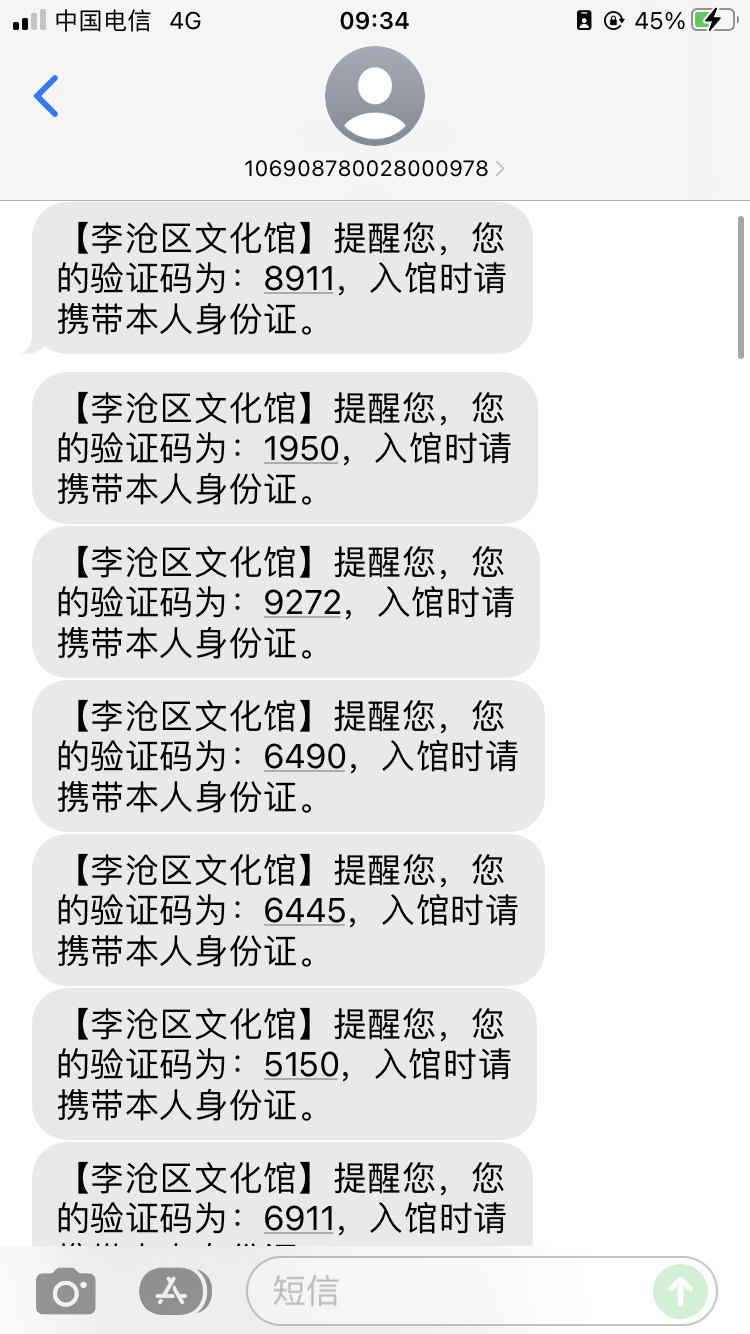 中国电信 4G 09:34 45%
106908780028000978
【李沧区文化馆】提醒您，您
的验证码为：8911，入馆时请
携带本人身份证。
【李沧区文化馆】提醒您，您
的验证码为：1950，入馆时请
携带本人身份证。
【李沧区文化馆】提醒您，您
的验证码为：9272，入馆时请
携带本人身份证。
【李沧区文化馆】提醒您，您
的验证码为：6490，入馆时请
携带本人身份证。
【李沧区文化馆】提醒您，您
的验证码为：6445，入馆时请
携带本人身份证。
【李沧区文化馆】提醒您，您
的验证码为：5150，入馆时请
携带本人身份证。
【李沧区文化馆】提醒您，您
的验证码为：6911，入馆时请
短信